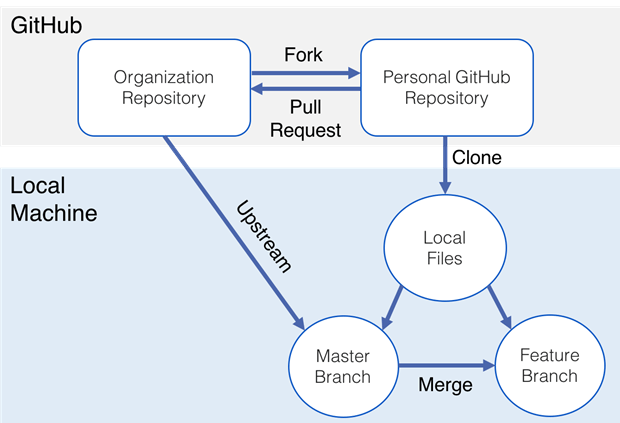 GitHub
Organization
Repository
Fork
Pull
Request
Personal GitHub
Repository
Clone
Local
Machine
Upstream
Local
Files
Master
Branch
Merge
Feature
Branch